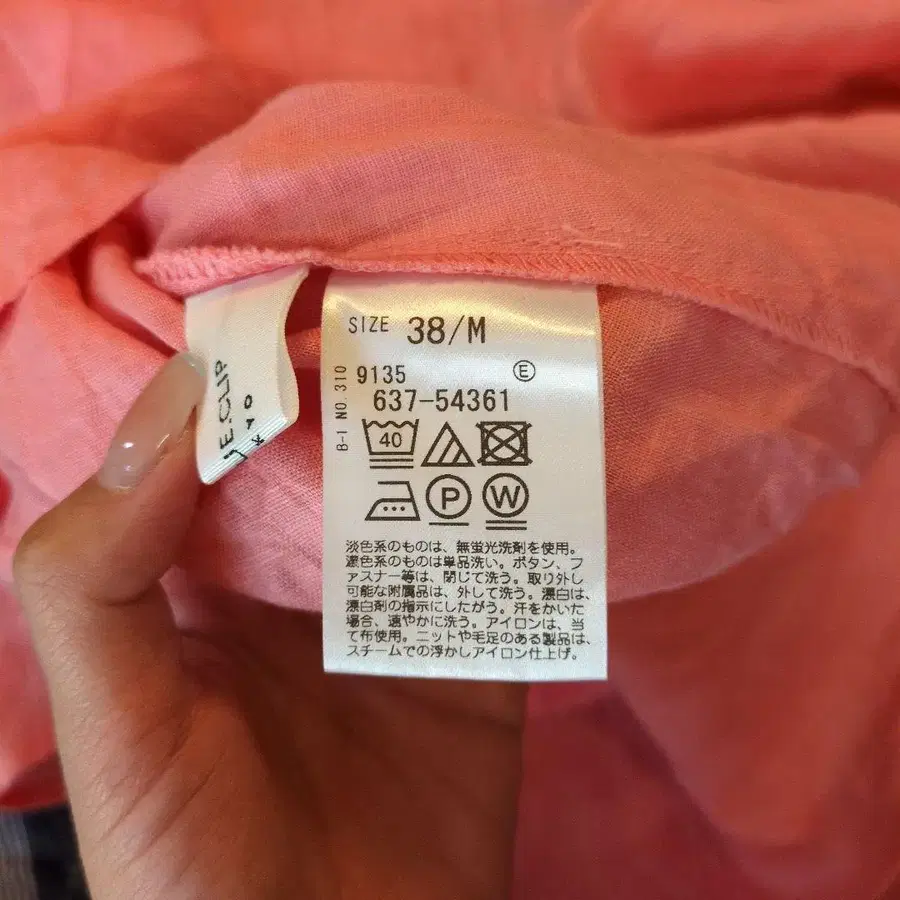 SIZE 38/M
9135 Ⓔ
637-54361
B-1 NO. 310
40
P W
淡色系のものは、無蛍光洗剤を使用。
濃色系のものは単品洗い。ボタン、フ
ァスナー等は、閉じて洗う。取り外し
可能な附属品は、外して洗う。漂白は、
漂白剤の指示にしたがう。汗をかいた
場合、速やかに洗う。アイロンは、当
て布使用。ニットや毛足のある製品は、
スチームでの浮かしアイロン仕上げ。
E.CLIP